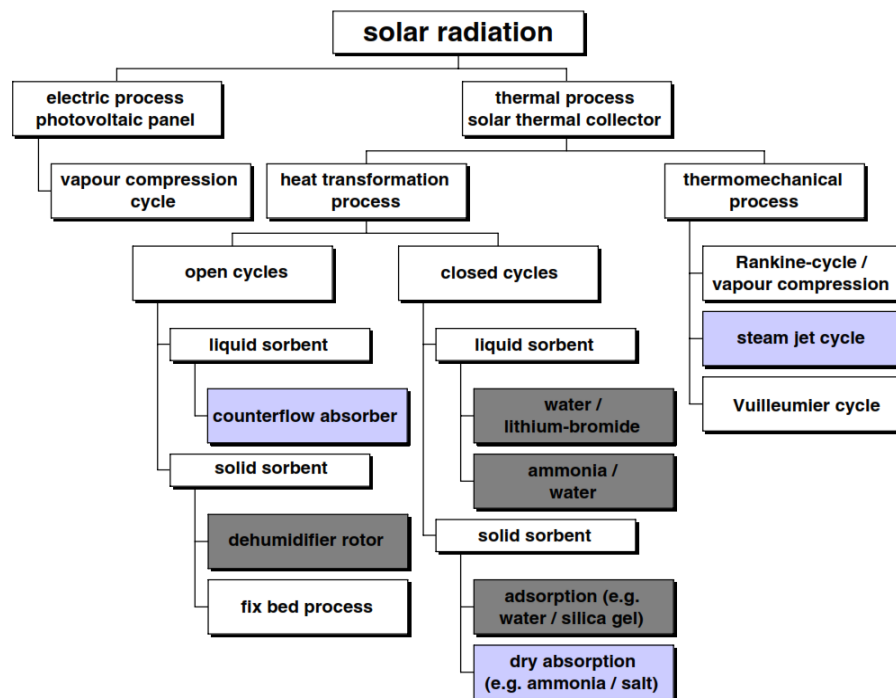 solar radiation
electric process
photovoltaic panel
thermal process
solar thermal collector
vapour compression
cycle
heat transformation
process
thermomechanical
process
open cycles
closed cycles
Rankine-cycle /
vapour compression
liquid sorbent
liquid sorbent
steam jet cycle
counterflow absorber
water /
lithium-bromide
Vuilleumier cycle
solid sorbent
ammonia /
water
dehumidifier rotor
solid sorbent
fix bed process
adsorption (e.g.
water / silica gel)
dry absorption
(e.g. ammonia / salt)